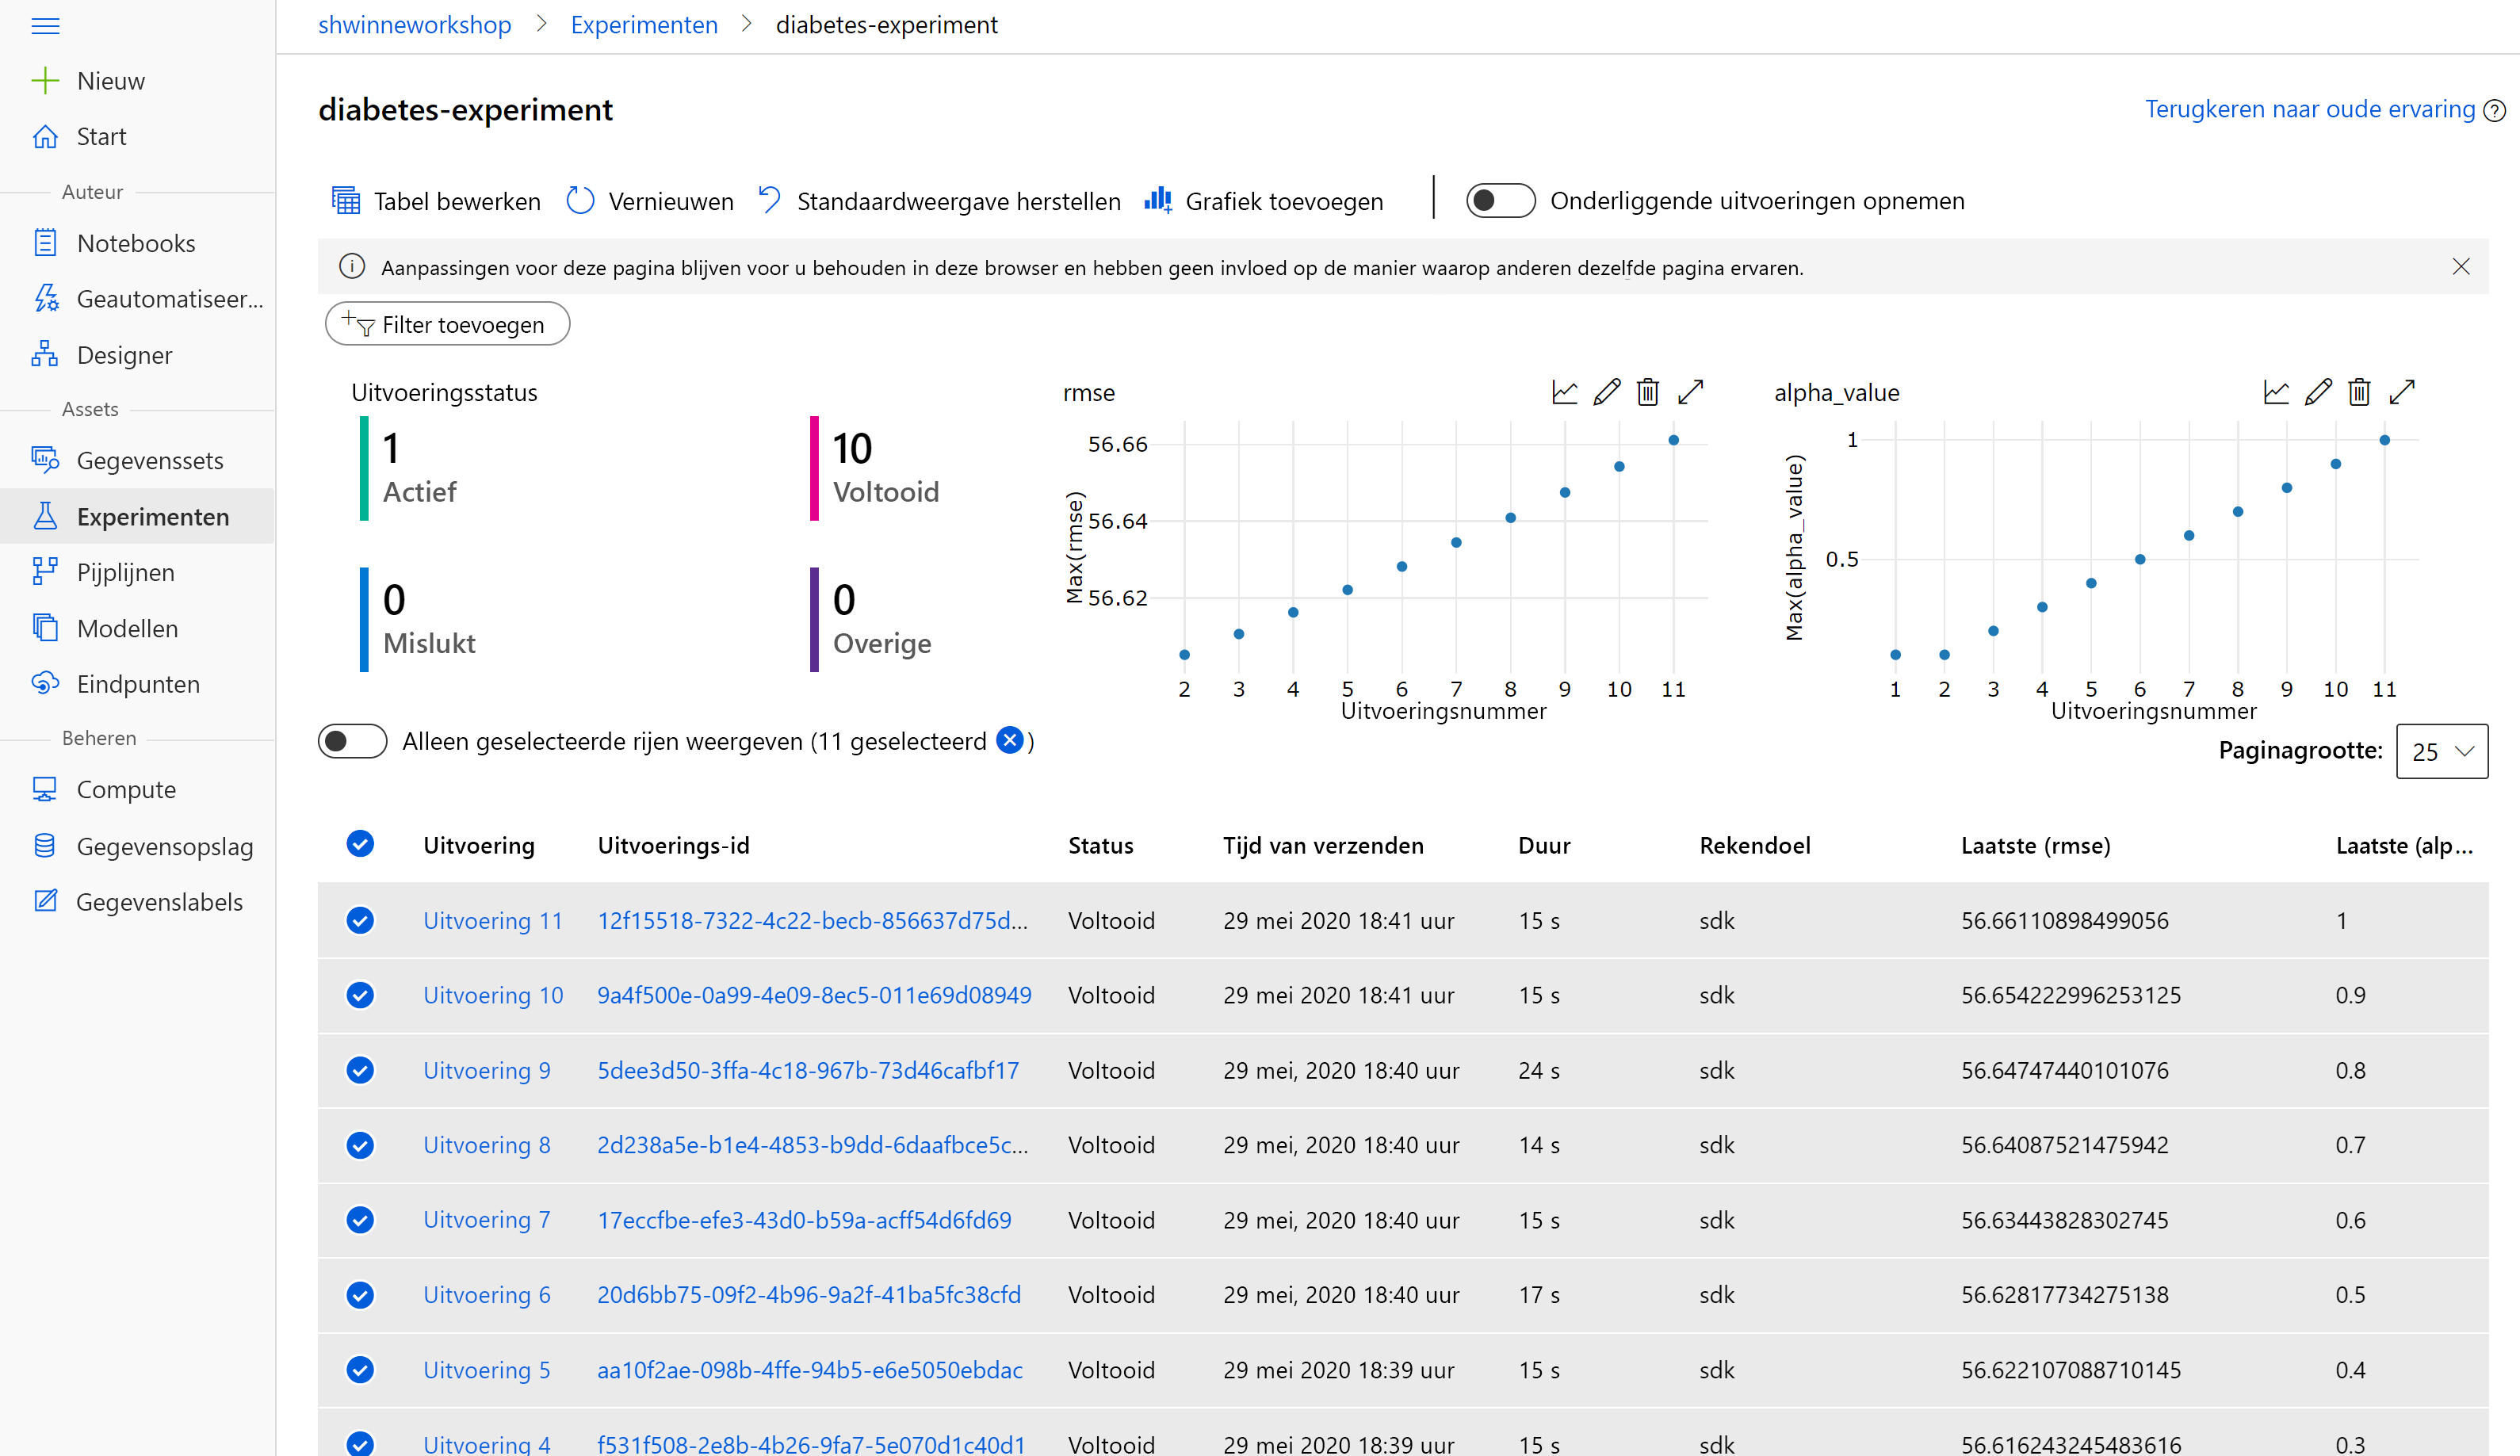 shwinneworkshop > Experimenten > diabetes-experiment
Nieuw
Start
Auteur
Notebooks
Geautomatiseer...
Designer
Assets
Gegevenssets
Experimenten
Pijplijnen
Modellen
Eindpunten
Beheren
Compute
Gegevensopslag
Gegevenslabels
diabetes-experiment
Terugkeren naar oude ervaring
Tabel bewerken Vernieuwen Standaardweergave herstellen Grafiek toevoegen Onderliggende uitvoeringen opnemen
Aanpassingen voor deze pagina blijven voor u behouden in deze browser en hebben geen invloed op de manier waarop anderen dezelfde pagina ervaren.
Filter toevoegen
Uitvoeringsstatus
1
Actief
10
Voltooid
0
Mislukt
0
Overige
rmse
Max(rmse)
56.66
56.64
56.62
2 3 4 5 6 7 8 9 10 11
Uitvoeringsnummer
alpha_value
Max(alpha_value)
1
0.5
1 2 3 4 5 6 7 8 9 10 11
Uitvoeringsnummer
Alleen geselecteerde rijen weergeven (11 geselecteerd )
Paginagrootte: 25
Uitvoering Uitvoerings-id Status Tijd van verzenden Duur Rekendoel Laatste (rmse) Laatste (alp...
Uitvoering 11 12f15518-7322-4c22-becb-856637d75d... Voltooid 29 mei 2020 18:41 uur 15 s sdk 56.66110898499056 1
Uitvoering 10 9a4f500e-0a99-4e09-8ec5-011e69d08949 Voltooid 29 mei 2020 18:41 uur 15 s sdk 56.654222996253125 0.9
Uitvoering 9 5dee3d50-3ffa-4c18-967b-73d46cafbf17 Voltooid 29 mei, 2020 18:40 uur 24 s sdk 56.64747440101076 0.8
Uitvoering 8 2d238a5e-b1e4-4853-b9dd-6daafbce5c... Voltooid 29 mei, 2020 18:40 uur 14 s sdk 56.64087521475942 0.7
Uitvoering 7 17eccfbe-efe3-43d0-b59a-acff54d6fd69 Voltooid 29 mei, 2020 18:40 uur 15 s sdk 56.63443828302745 0.6
Uitvoering 6 20d6bb75-09f2-4b96-9a2f-41ba5fc38cfd Voltooid 29 mei, 2020 18:40 uur 17 s sdk 56.62817734275138 0.5
Uitvoering 5 aa10f2ae-098b-4ffe-94b5-e6e5050ebdac Voltooid 29 mei 2020 18:39 uur 15 s sdk 56.622107088710145 0.4
Uitvoering 4 f531f508-2e8b-4b26-9fa7-5e070d1c40d1 Voltooid 29 mei 2020 18:39 uur 15 s sdk 56.616243245483616 0.3